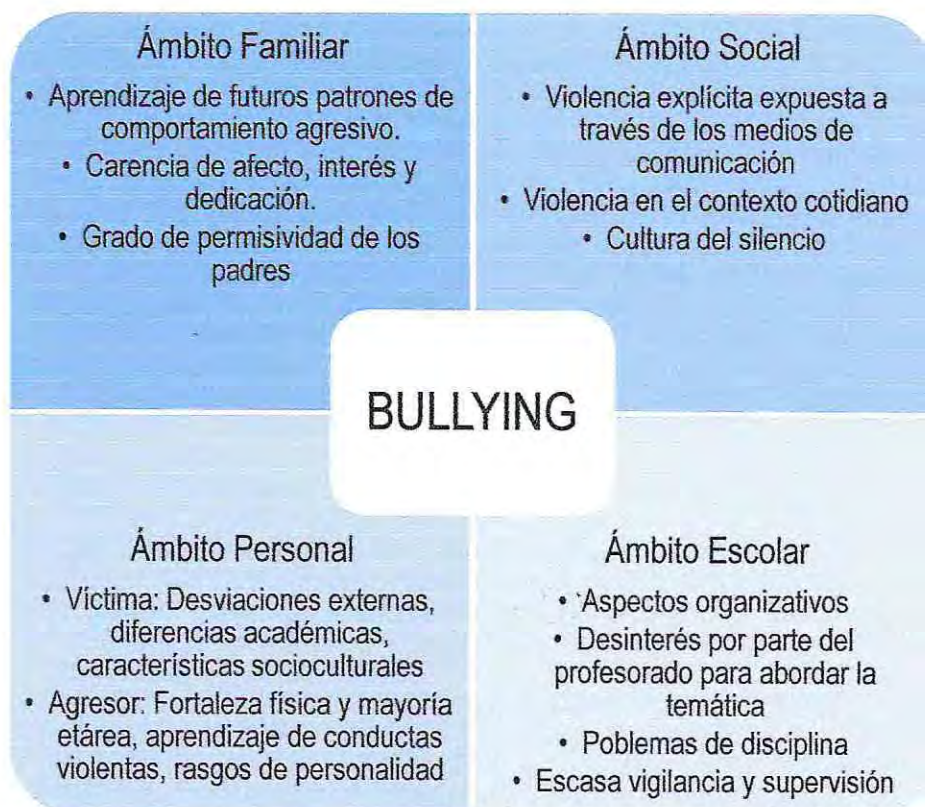 Ámbito Familiar
• Aprendizaje de futuros patrones de
comportamiento agresivo.
• Carencia de afecto, interés y
dedicación.
• Grado de permisividad de los
padres
Ámbito Social
• Violencia explícita expuesta a
través de los medios de
comunicación
• Violencia en el contexto cotidiano
• Cultura del silencio
BULLYING
Ámbito Personal
• Víctima: Desviaciones externas,
diferencias académicas,
características socioculturales
• Agresor: Fortaleza física y mayoría
etárea, aprendizaje de conductas
violentas, rasgos de personalidad
Ámbito Escolar
• Aspectos organizativos
• Desinterés por parte del
profesorado para abordar la
temática
• Poblemas de disciplina
• Escasa vigilancia y supervisión